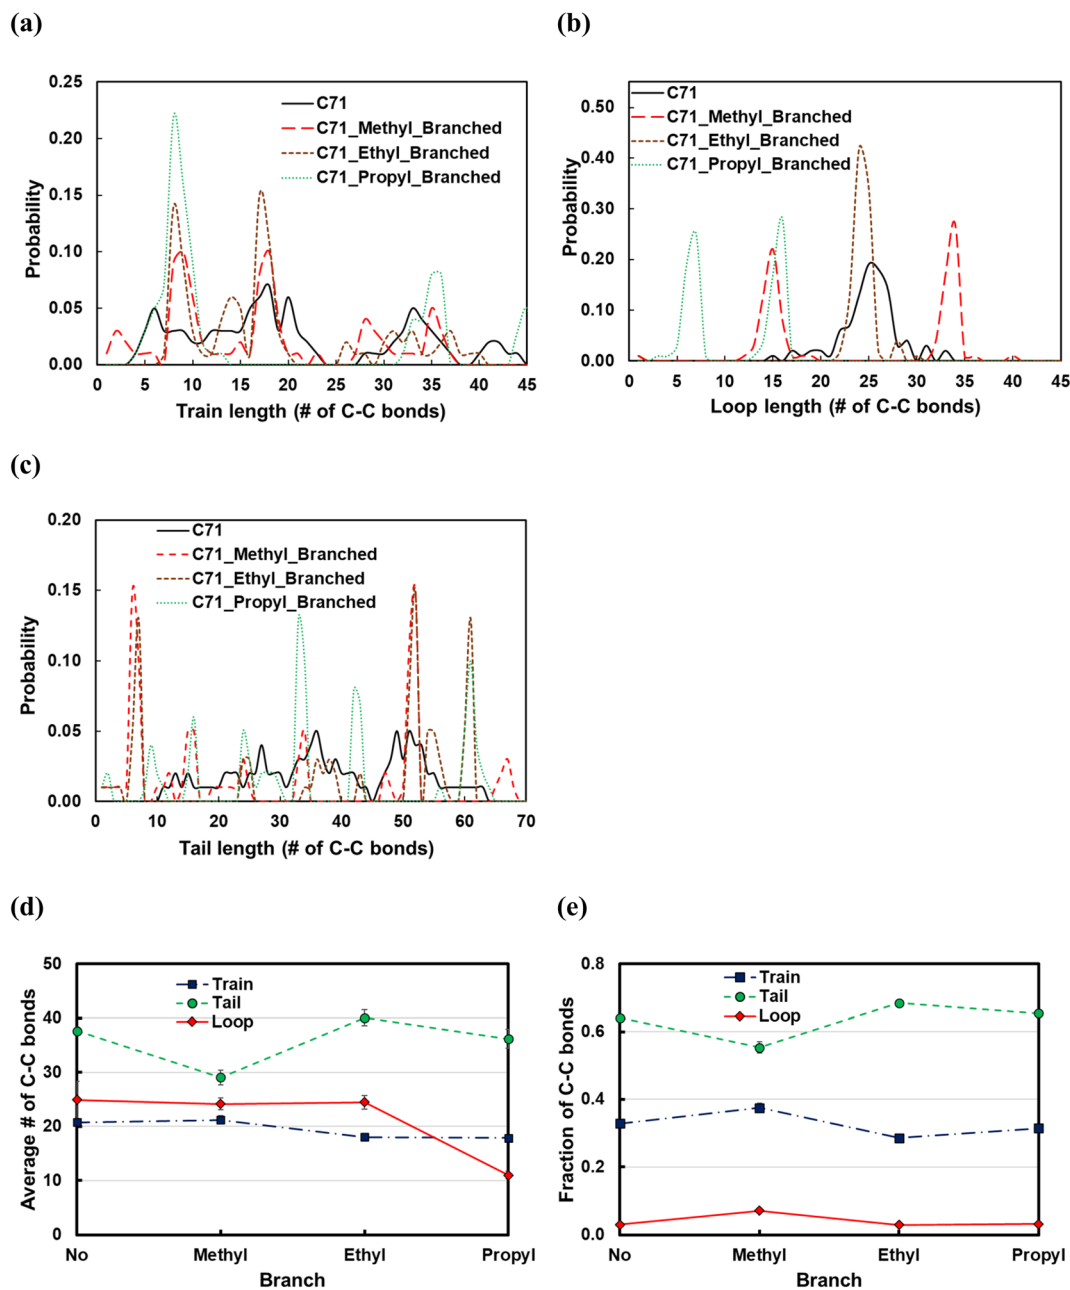 (a)
0.25
0.20
0.15
0.10
0.05
0.00
Probability
C71
C71_Methyl_Branched
C71_Ethyl_Branched
C71_Propyl_Branched
0 5 10 15 20 25 30 35 40 45
Train length (# of C-C bonds)
(b)
0.50
0.40
0.30
0.20
0.10
0.00
Probability
C71
C71_Methyl_Branched
C71_Ethyl_Branched
C71_Propyl_Branched
0 5 10 15 20 25 30 35 40 45
Loop length (# of C-C bonds)
(c)
0.20
0.15
0.10
0.05
0.00
Probability
C71
C71_Methyl_Branched
C71_Ethyl_Branched
C71_Propyl_Branched
0 10 20 30 40 50 60 70
Tail length (# of C-C bonds)
(d)
50
40
30
20
10
0
Average # of C-C bonds
Train
Tail
Loop
No Methyl Ethyl Propyl
Branch
(e)
0.8
0.6
0.4
0.2
0.0
Fraction of C-C bonds
Train
Tail
Loop
No Methyl Ethyl Propyl
Branch